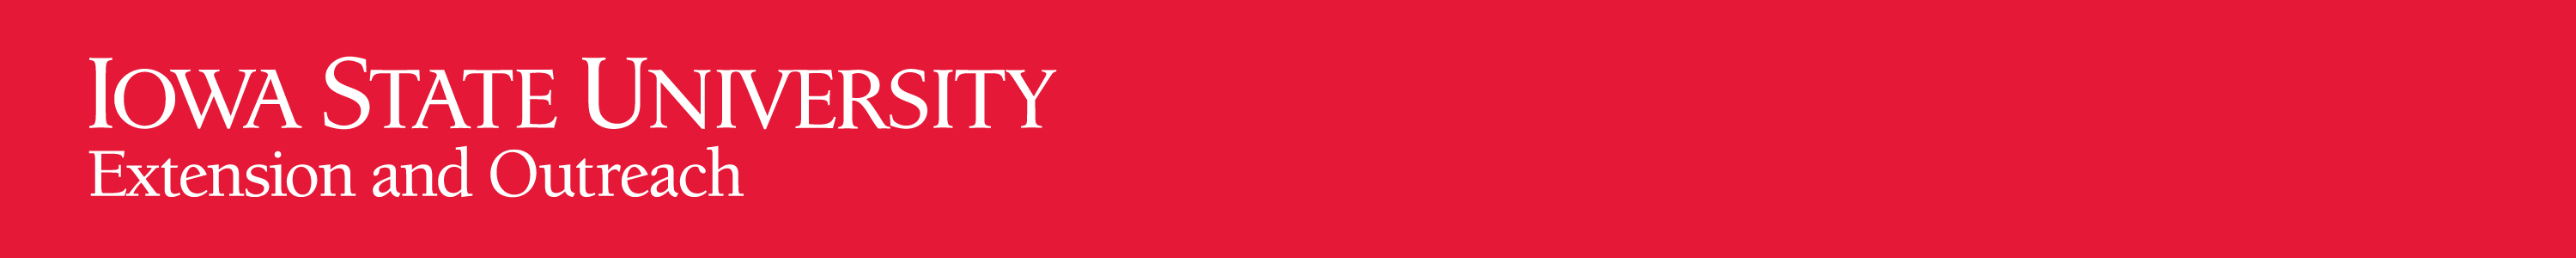 IOWA STATE UNIVERSITY
Extension and Outreach